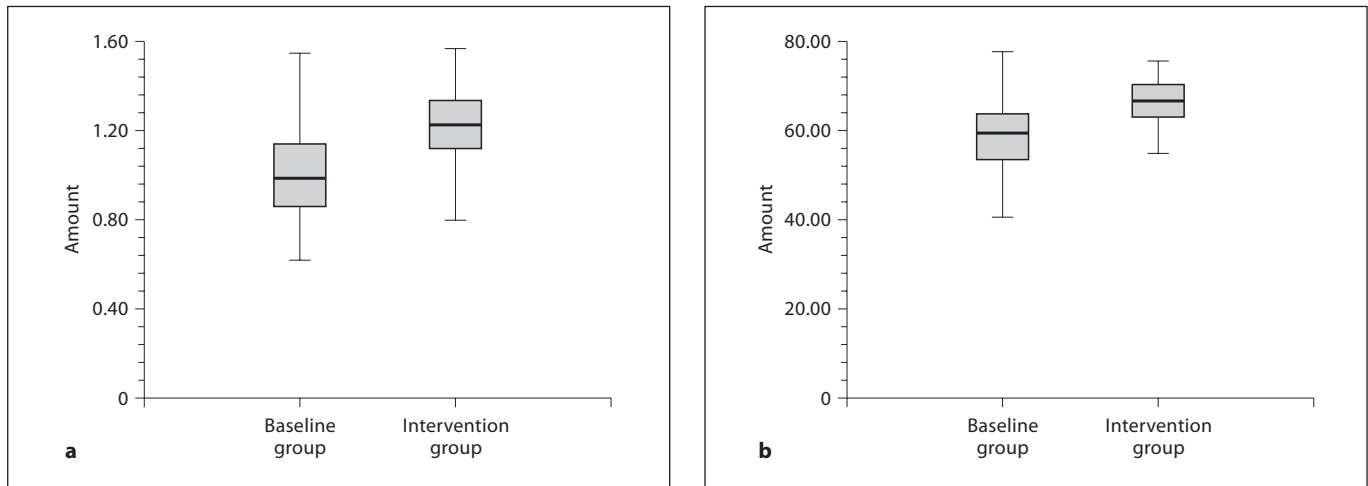 1.60
1.20
0.80
0.40
0
Amount
Baseline
group
Intervention
group
a
80.00
60.00
40.00
20.00
0
Amount
Baseline
group
Intervention
group
b